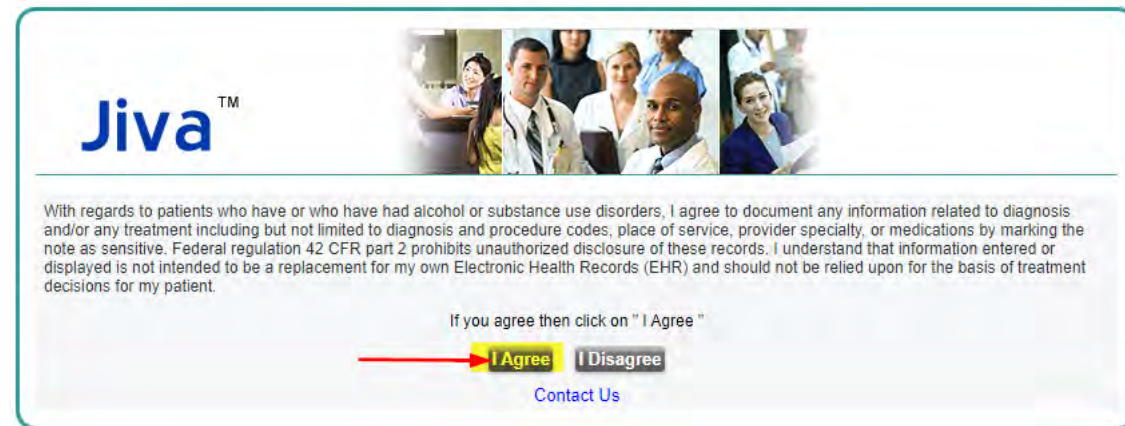 Jiva™
With regards to patients who have or who have had alcohol or substance use disorders, I agree to document any information related to diagnosis
and/or any treatment including but not limited to diagnosis and procedure codes, place of service, provider specialty, or medications by marking the
note as sensitive. Federal regulation 42 CFR part 2 prohibits unauthorized disclosure of these records. I understand that information entered or
displayed is not intended to be a replacement for my own Electronic Health Records (EHR) and should not be relied upon for the basis of treatment
decisions for my patient.
If you agree then click on " I Agree "
I Agree I Disagree
Contact Us